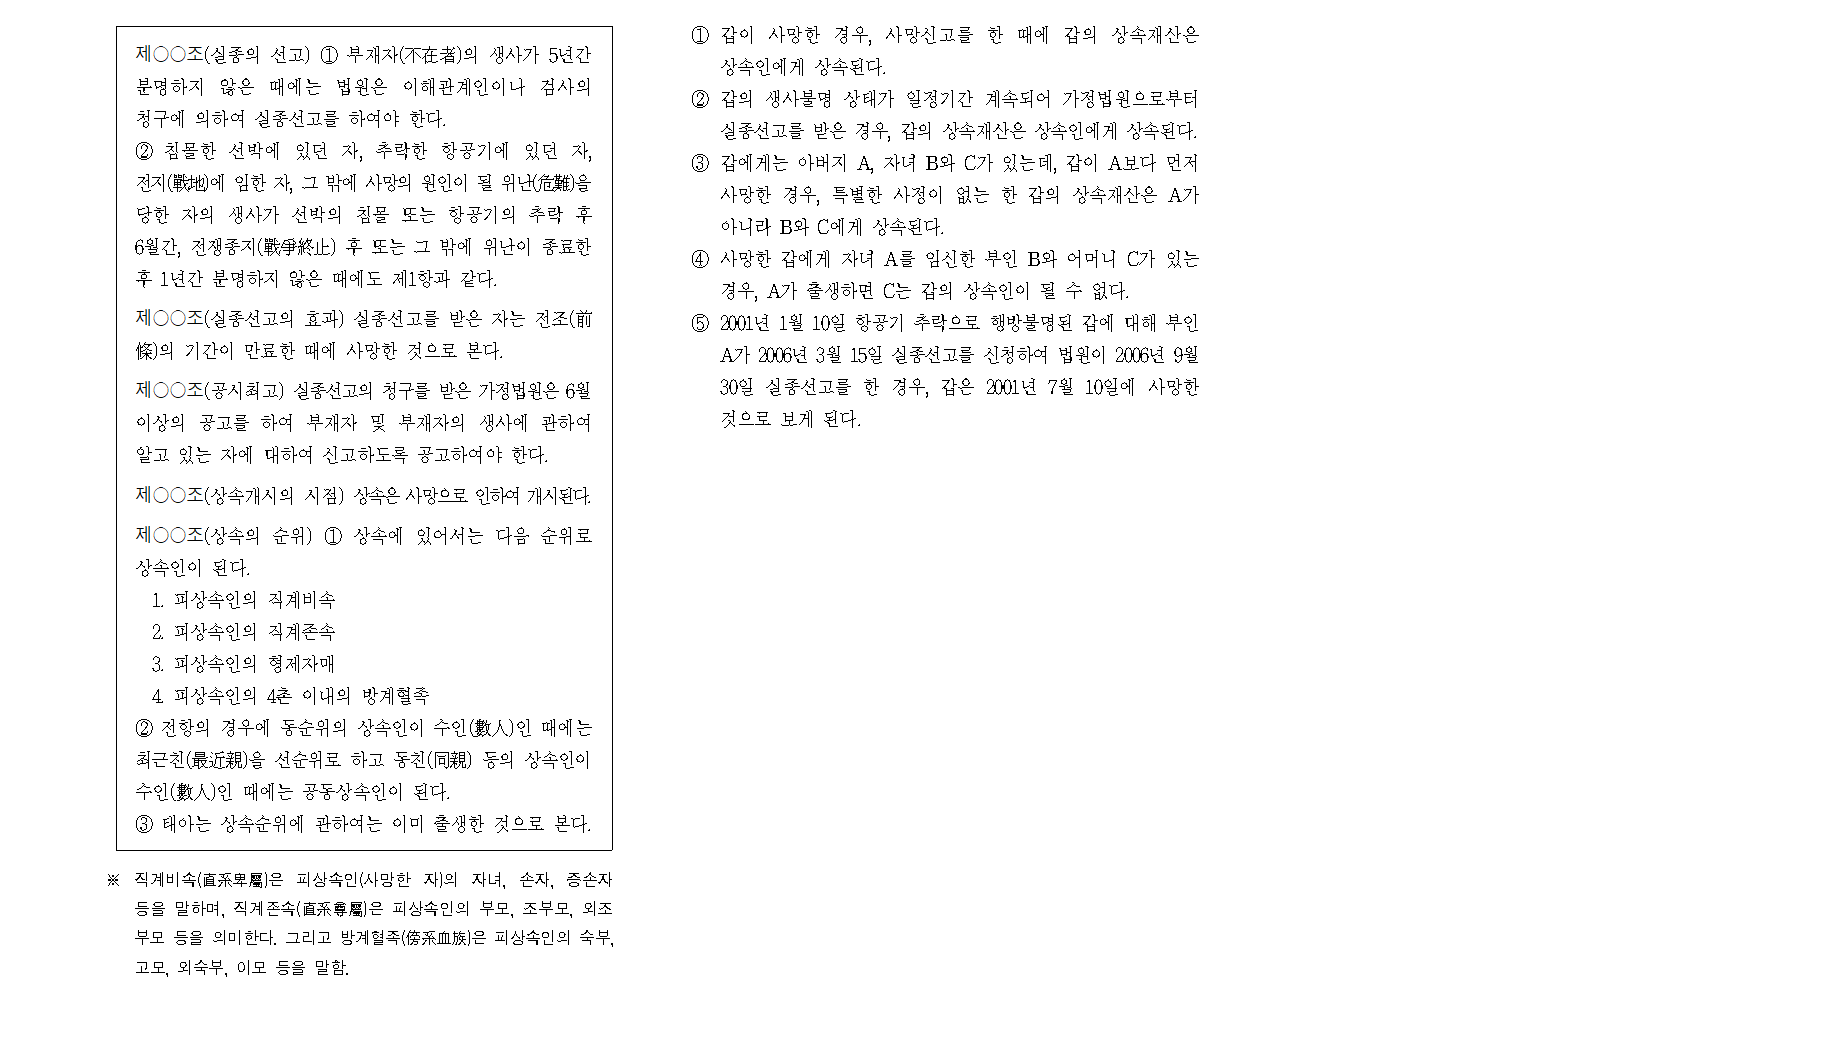 제○○조(실종의 선고) ① 부재자(不在者)의 생사가 5년간
분명하지 않은 때에는 법원은 이해관계인이나 검사의
청구에 의하여 실종선고를 하여야 한다.
② 침몰한 선박에 있던 자, 추락한 항공기에 있던 자,
전지(戰地)에 임한 자, 그 밖에 사망의 원인이 될 위난(危難)을
당한 자의 생사가 선박의 침몰 또는 항공기의 추락 후
6월간, 전쟁종지(戰爭終止) 후 또는 그 밖에 위난이 종료한
후 1년간 분명하지 않은 때에도 제1항과 같다.
제○○조(실종선고의 효과) 실종선고를 받은 자는 전조(前
條)의 기간이 만료한 때에 사망한 것으로 본다.
제○○조(공시최고) 실종선고의 청구를 받은 가정법원은 6월
이상의 공고를 하여 부재자 및 부재자의 생사에 관하여
알고 있는 자에 대하여 신고하도록 공고하여야 한다.
제○○조(상속개시의 시점) 상속은 사망으로 인하여 개시된다.
제○○조(상속의 순위) ① 상속에 있어서는 다음 순위로
상속인이 된다.
1. 피상속인의 직계비속
2. 피상속인의 직계존속
3. 피상속인의 형제자매
4. 피상속인의 4촌 이내의 방계혈족
② 전항의 경우에 동순위의 상속인이 수인(數人)인 때에는
최근친(最近親)을 선순위로 하고 동친(同親) 등의 상속인이
수인(數人)인 때에는 공동상속인이 된다.
③ 태아는 상속순위에 관하여는 이미 출생한 것으로 본다.
※ 직계비속(直系卑屬)은 피상속인(사망한 자)의 자녀, 손자, 증손자
등을 말하며, 직계존속(直系尊屬)은 피상속인의 부모, 조부모, 외조
부모 등을 의미한다. 그리고 방계혈족(傍系血族)은 피상속인의 숙부,
고모, 외숙부, 이모 등을 말함.
① 갑이 사망한 경우, 사망신고를 한 때에 갑의 상속재산은
상속인에게 상속된다.
② 갑의 생사불명 상태가 일정기간 계속되어 가정법원으로부터
실종선고를 받은 경우, 갑의 상속재산은 상속인에게 상속된다.
③ 갑에게는 아버지 A, 자녀 B와 C가 있는데, 갑이 A보다 먼저
사망한 경우, 특별한 사정이 없는 한 갑의 상속재산은 A가
아니라 B와 C에게 상속된다.
④ 사망한 갑에게 자녀 A를 임신한 부인 B와 어머니 C가 있는
경우, A가 출생하면 C는 갑의 상속인이 될 수 없다.
⑤ 2001년 1월 10일 항공기 추락으로 행방불명된 갑에 대해 부인
A가 2006년 3월 15일 실종선고를 신청하여 법원이 2006년 9월
30일 실종선고를 한 경우, 갑은 2001년 7월 10일에 사망한
것으로 보게 된다.